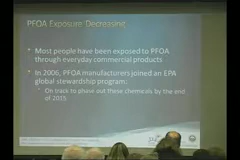 PFOA Exposure Decreasing
Most people have been exposed to PFOA
through everyday commercial products
In 2006, PFOA manufacturers joined an EPA
global stewardship program:
On track to phase out these chemicals by the end
of 2015